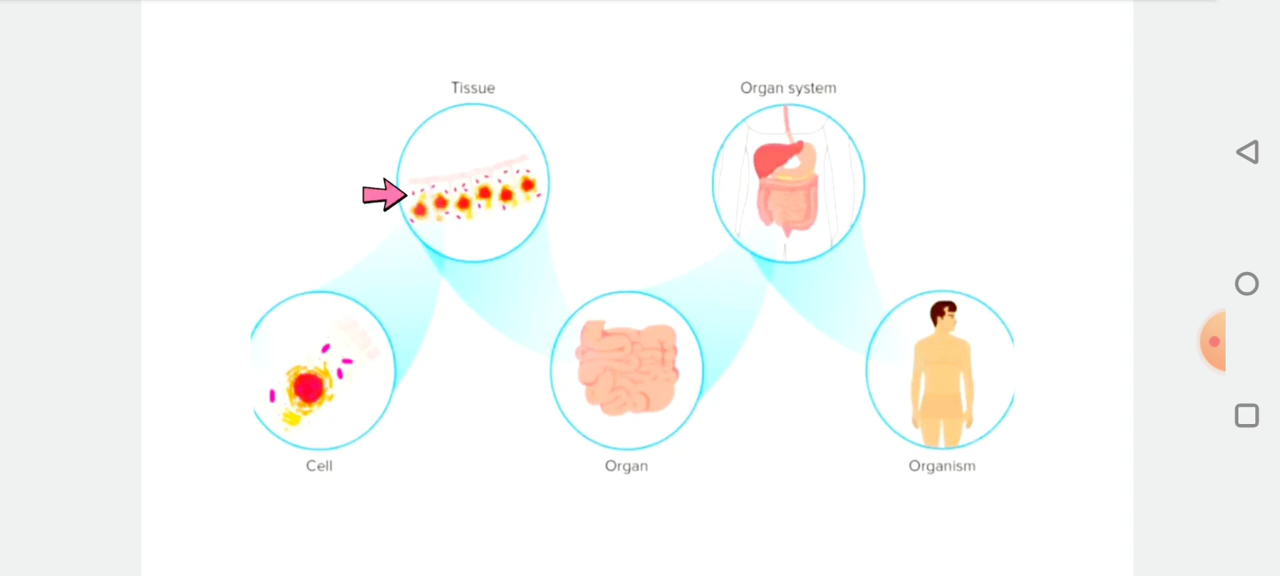 Tissue
Organ system
Cell
Organ
Organism